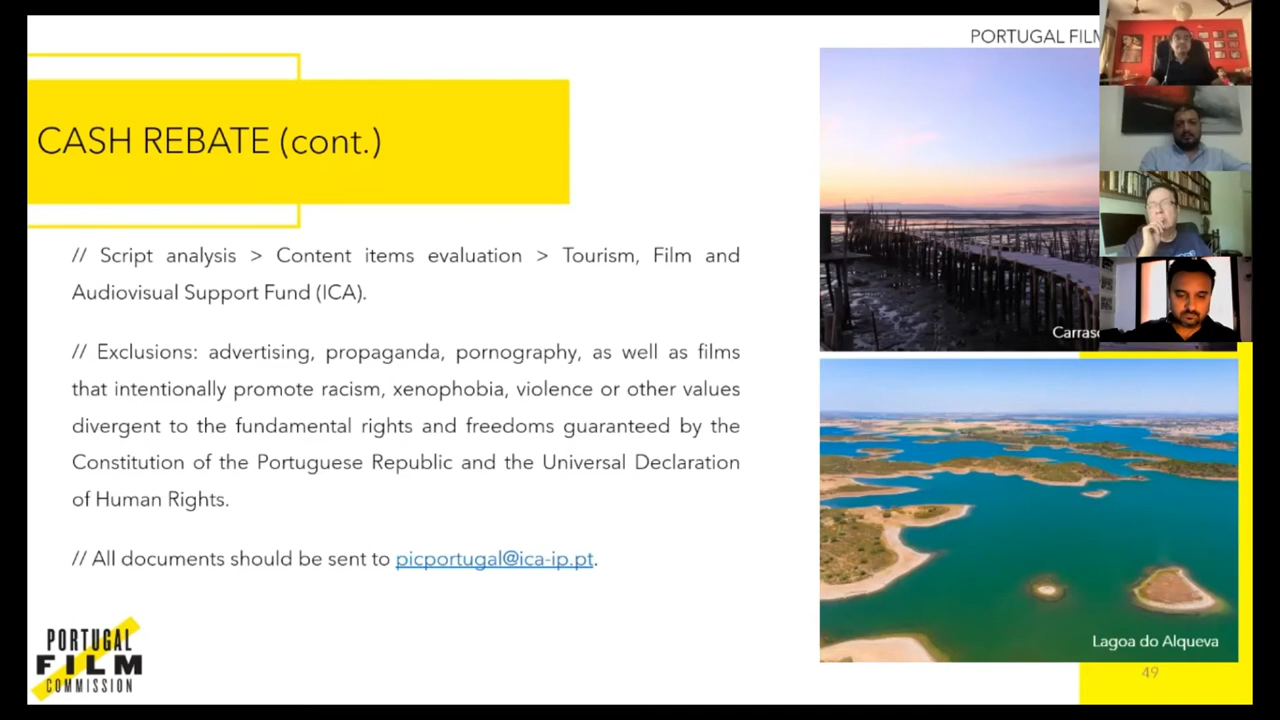 PORTUGAL FILM
CASH REBATE (cont.)
// Script analysis > Content items evaluation > Tourism, Film and
Audiovisual Support Fund (ICA).
// Exclusions: advertising, propaganda, pornography, as well as films
that intentionally promote racism, xenophobia, violence or other values
divergent to the fundamental rights and freedoms guaranteed by the
Constitution of the Portuguese Republic and the Universal Declaration
of Human Rights.
// All documents should be sent to picportugal@ica-ip.pt.
Lagoa do Alqueva
PORTUGAL
FILM
COMMISSION
49